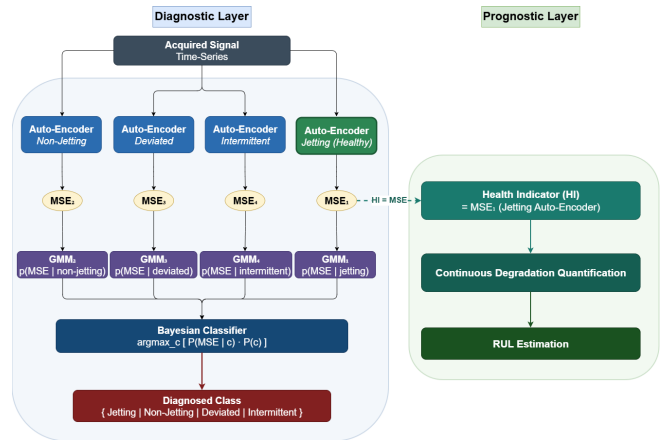 Diagnostic Layer
Prognostic Layer
Acquired Signal
Time-Series
Auto-Encoder
Non-Jetting
Auto-Encoder
Deviated
Auto-Encoder
Intermittent
Auto-Encoder
Jetting (Healthy)
MSE₂
MSE₃
MSE₄
MSE₁
HI = MSE
Health Indicator (HI)
= MSE₁ (Jetting Auto-Encoder)
GMM₂
p(MSE | non-jetting)
GMM₃
p(MSE | deviated)
GMM₄
p(MSE | intermittent)
GMM₁
p(MSE | jetting)
Continuous Degradation Quantification
Bayesian Classifier
argmax_c [ P(MSE | c) · P(c) ]
RUL Estimation
Diagnosed Class
{ Jetting | Non-Jetting | Deviated | Intermittent }